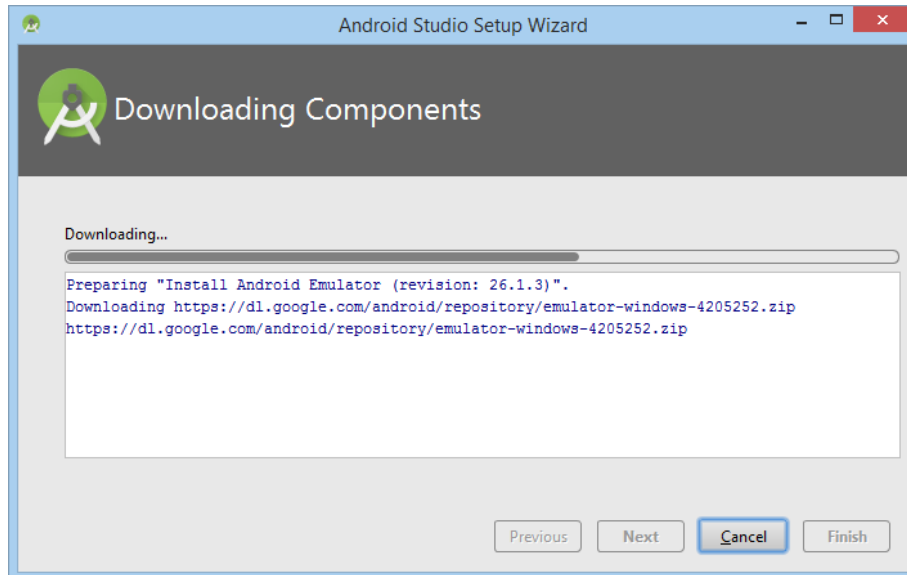 Android Studio Setup Wizard
Downloading Components
Downloading...
Preparing "Install Android Emulator (revision: 26.1.3)".
Downloading https://dl.google.com/android/repository/emulator-windows-4205252.zip
https://dl.google.com/android/repository/emulator-windows-4205252.zip
Previous Next Cancel Finish